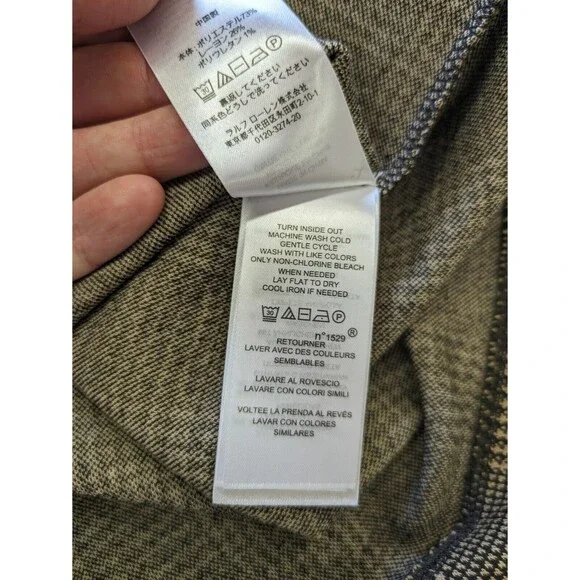 中国製
本体: ポリエステル73%
レーヨン 26%
ポリウレタン 1%
30
裏返してください
同系色どうしで洗ってください
ラルフ ローレン株式会社
東京都千代田区永田町2-10-1
0120-3274-20
TURN INSIDE OUT
MACHINE WASH COLD
GENTLE CYCLE
WASH WITH LIKE COLORS
ONLY NON-CHLORINE BLEACH
WHEN NEEDED
LAY FLAT TO DRY
COOL IRON IF NEEDED
30 P
n°1529 ®
RETOURNER
LAVER AVEC DES COULEURS
SEMBLABLES
LAVARE AL ROVESCIO
LAVARE CON COLORI SIMILI
VOLTEE LA PRENDA AL REVÉS
LAVAR CON COLORES
SIMILARES